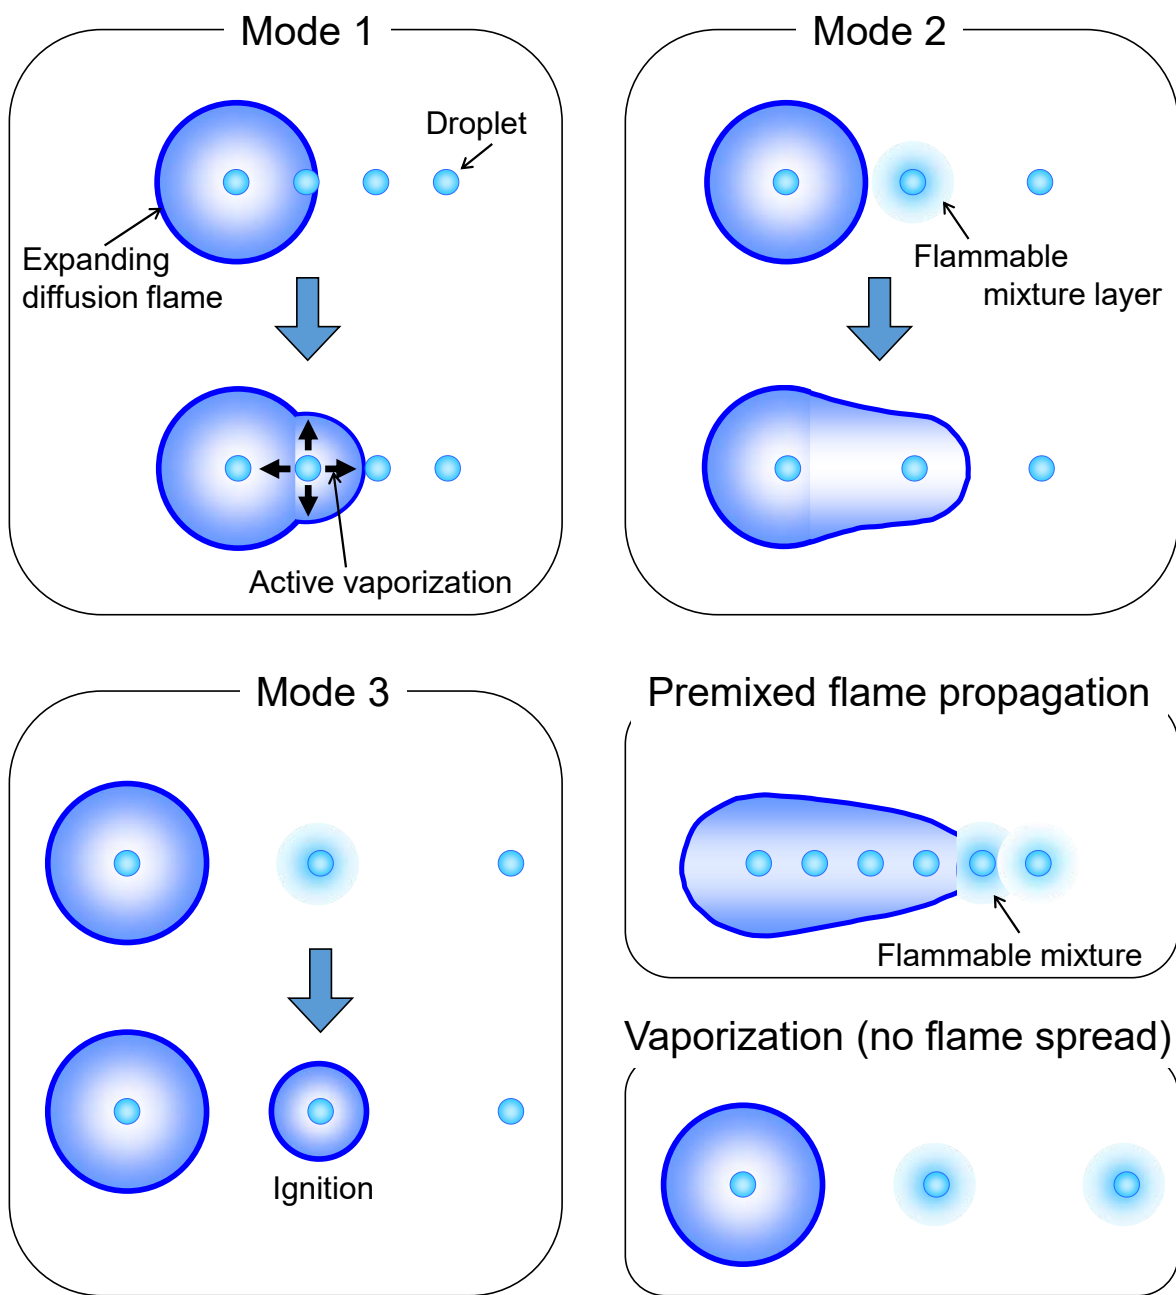 Mode 1
Droplet
Expanding
diffusion flame
Active vaporization
Mode 2
Flammable
mixture layer
Mode 3
Ignition
Premixed flame propagation
Flammable mixture
Vaporization (no flame spread)